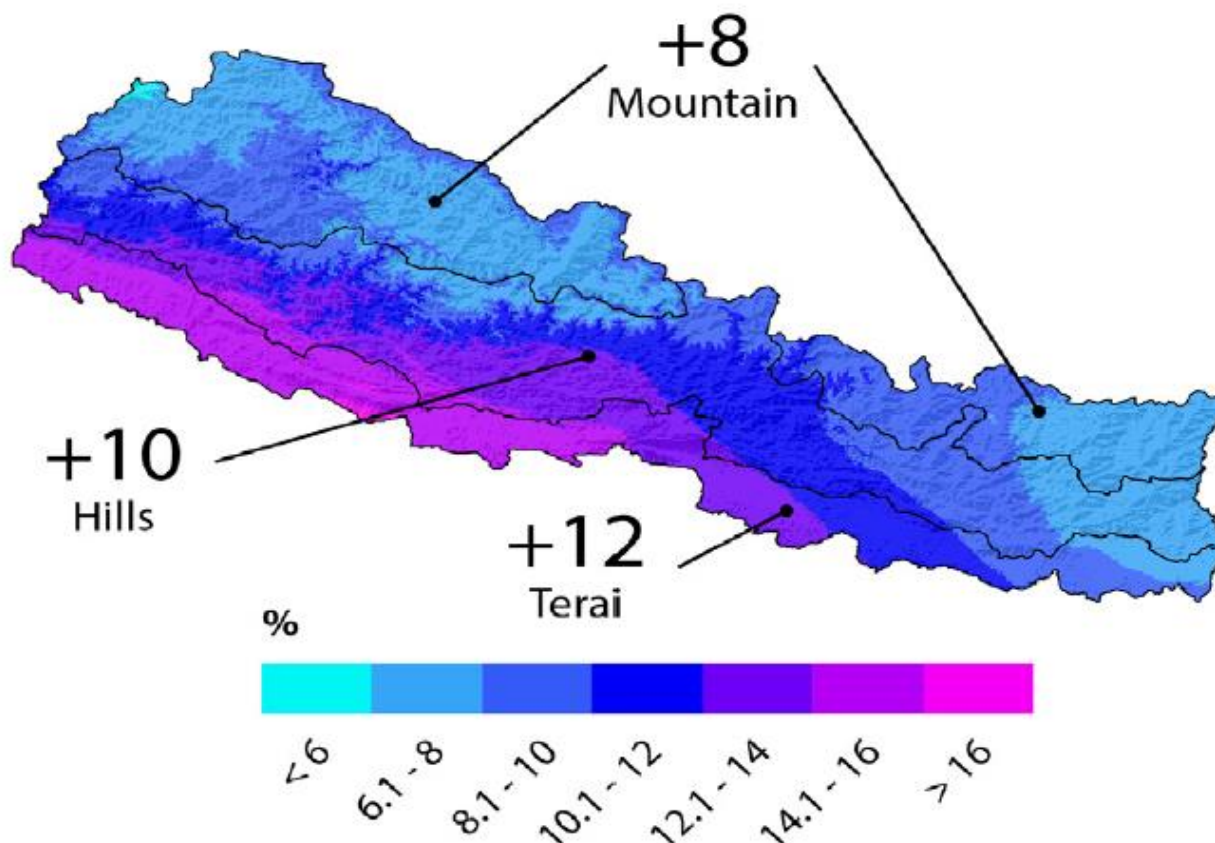 +8
Mountain
+10
Hills
+12
Terai
%
< 6
6.1 - 8
8.1 - 10
10.1 - 12
12.1 - 14
14.1 - 16
> 16